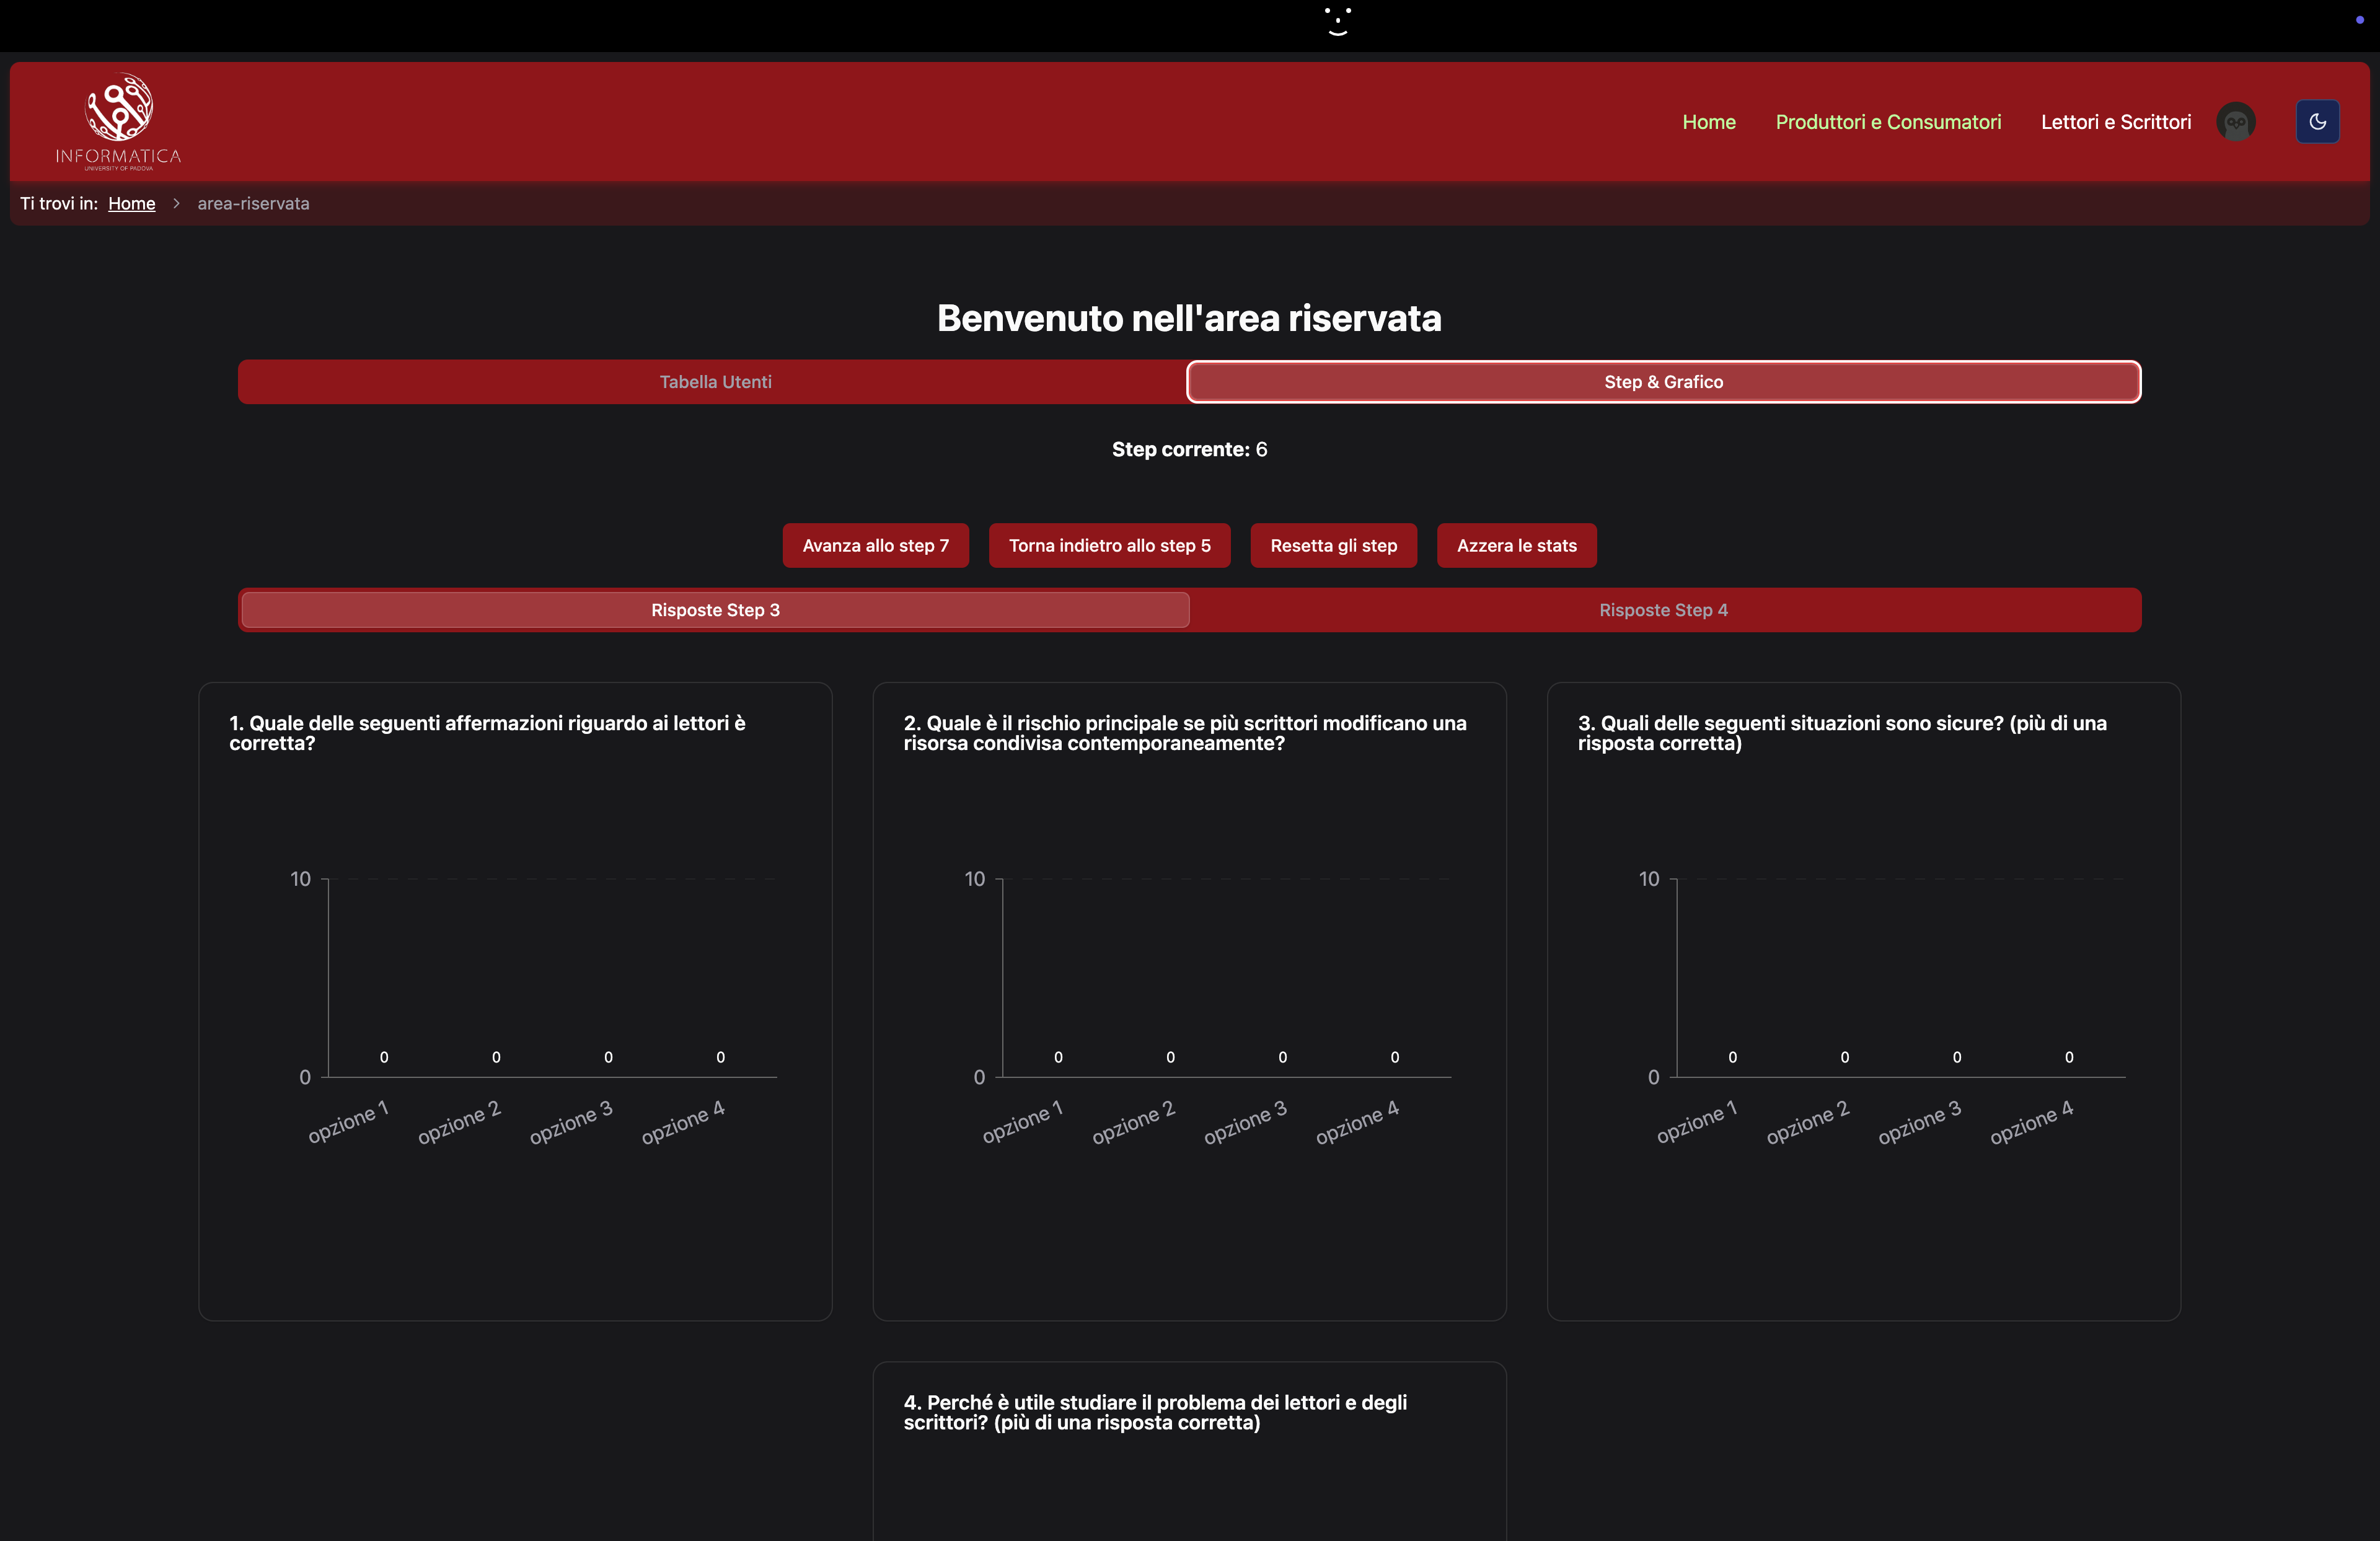 INFORMATICA
UNIVERSITY OF PADOVA
Home
Produttori e Consumatori
Lettori e Scrittori
Ti trovi in: Home > area-riservata
Benvenuto nell'area riservata
Tabella Utenti
Step & Grafico
Step corrente: 6
Avanza allo step 7
Torna indietro allo step 5
Resetta gli step
Azzera le stats
Risposte Step 3
Risposte Step 4
1. Quale delle seguenti affermazioni riguardo ai lettori è
corretta?
10
0
0 0 0 0
opzione 1 opzione 2 opzione 3 opzione 4
2. Quale è il rischio principale se più scrittori modificano una
risorsa condivisa contemporaneamente?
10
0
0 0 0 0
opzione 1 opzione 2 opzione 3 opzione 4
3. Quali delle seguenti situazioni sono sicure? (più di una
risposta corretta)
10
0
0 0 0 0
opzione 1 opzione 2 opzione 3 opzione 4
4. Perché è utile studiare il problema dei lettori e degli
scrittori? (più di una risposta corretta)